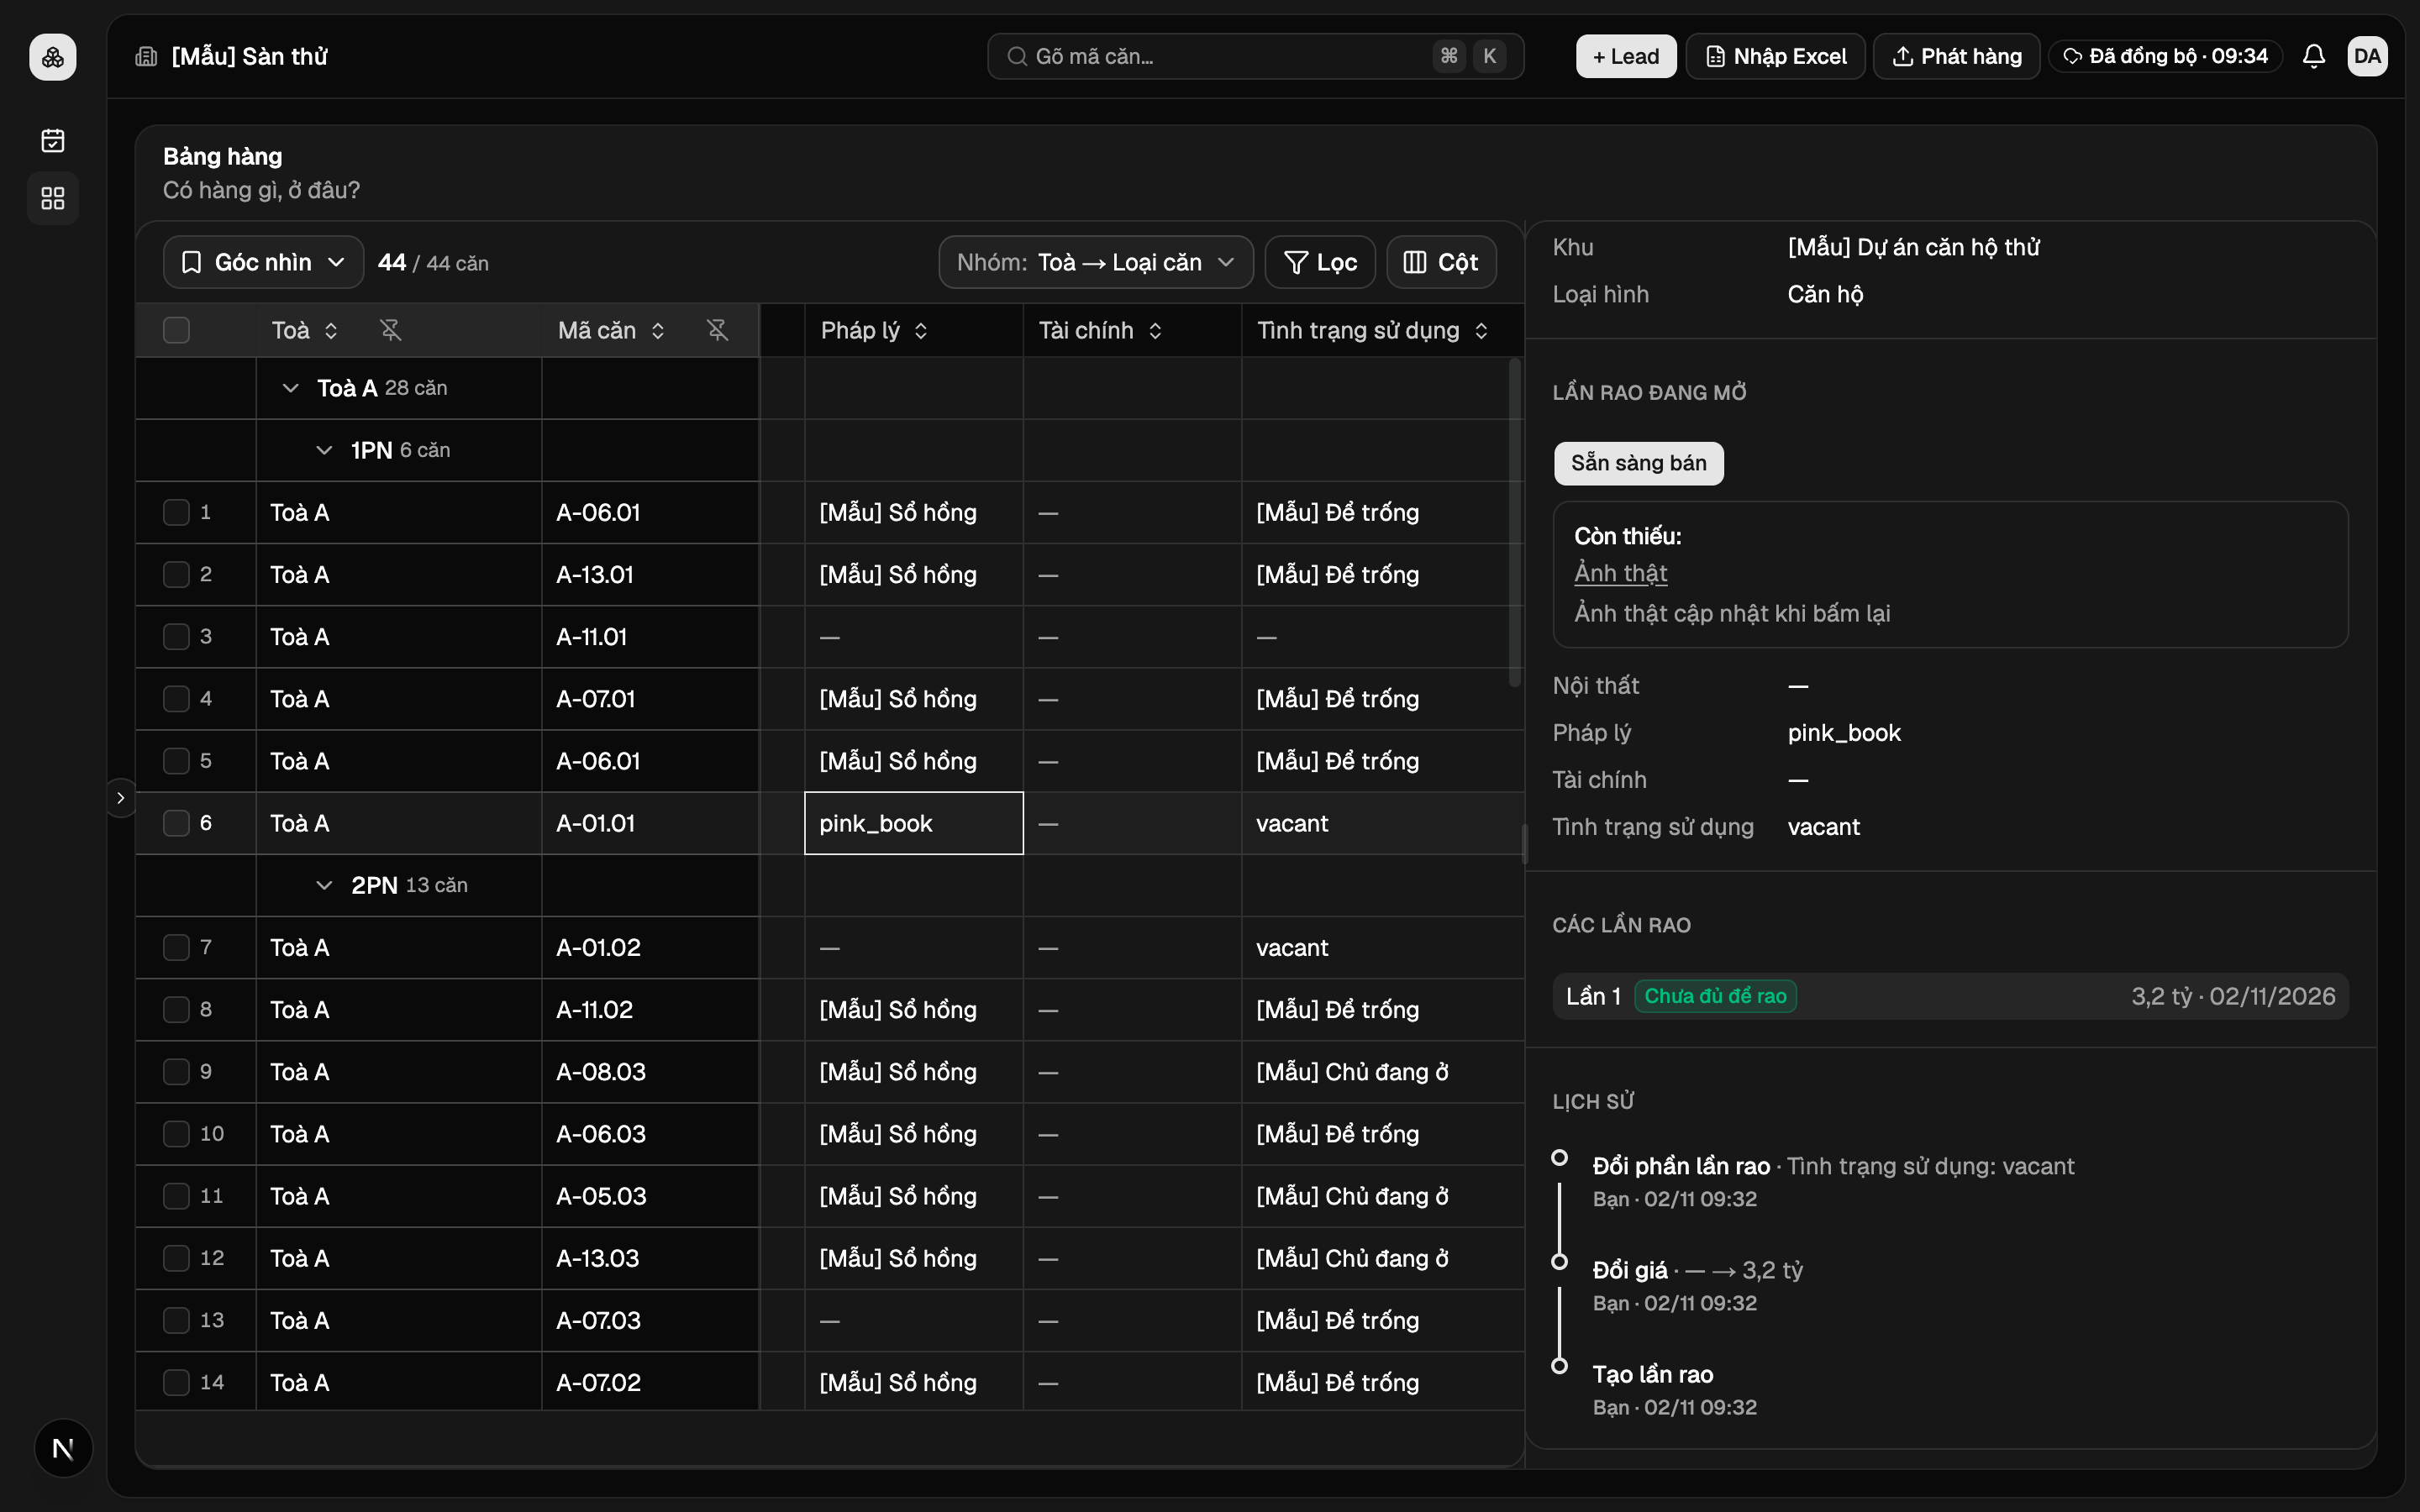 [Mẫu] Sàn thử
Gõ mã căn...
⌘ K
+ Lead
Nhập Excel
Phát hàng
Đã đồng bộ · 09:34
DA
Bảng hàng
Có hàng gì, ở đâu?
Góc nhìn
44 / 44 căn
Nhóm: Toà → Loại căn
Lọc
Cột
Toà Mã căn Pháp lý Tài chính Tình trạng sử dụng
Toà A 28 căn
1PN 6 căn
1 Toà A A-06.01 [Mẫu] Sổ hồng — [Mẫu] Để trống
2 Toà A A-13.01 [Mẫu] Sổ hồng — [Mẫu] Để trống
3 Toà A A-11.01 — — —
4 Toà A A-07.01 [Mẫu] Sổ hồng — [Mẫu] Để trống
5 Toà A A-06.01 [Mẫu] Sổ hồng — [Mẫu] Để trống
6 Toà A A-01.01 pink_book — vacant
2PN 13 căn
7 Toà A A-01.02 — — vacant
8 Toà A A-11.02 [Mẫu] Sổ hồng — [Mẫu] Để trống
9 Toà A A-08.03 [Mẫu] Sổ hồng — [Mẫu] Chủ đang ở
10 Toà A A-06.03 [Mẫu] Sổ hồng — [Mẫu] Để trống
11 Toà A A-05.03 [Mẫu] Sổ hồng — [Mẫu] Chủ đang ở
12 Toà A A-13.03 [Mẫu] Sổ hồng — [Mẫu] Chủ đang ở
13 Toà A A-07.03 — — [Mẫu] Để trống
14 Toà A A-07.02 [Mẫu] Sổ hồng — [Mẫu] Để trống
Khu [Mẫu] Dự án căn hộ thử
Loại hình Căn hộ
LẦN RAO ĐANG MỞ
Sẵn sàng bán
Còn thiếu:
Ảnh thật
Ảnh thật cập nhật khi bấm lại
Nội thất —
Pháp lý pink_book
Tài chính —
Tình trạng sử dụng vacant
CÁC LẦN RAO
Lần 1 Chưa đủ để rao 3,2 tỷ · 02/11/2026
LỊCH SỬ
Đổi phần lần rao · Tình trạng sử dụng: vacant
Bạn · 02/11 09:32
Đổi giá · — → 3,2 tỷ
Bạn · 02/11 09:32
Tạo lần rao
Bạn · 02/11 09:32
N